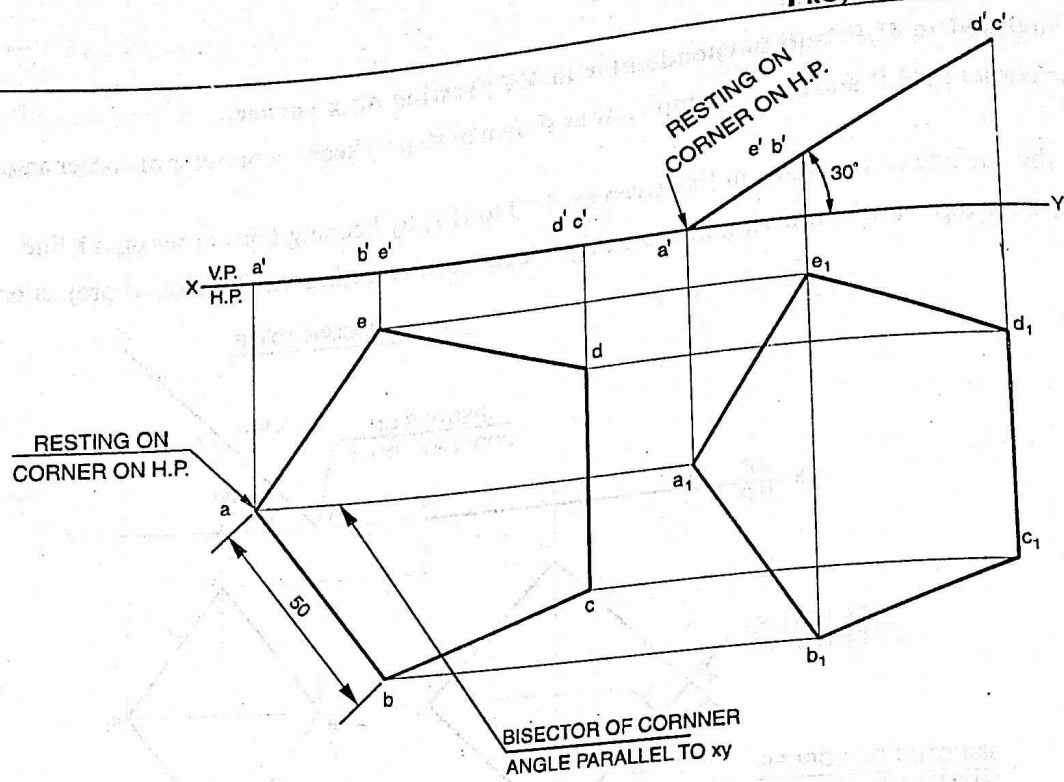 d' c'
RESTING ON
CORNER ON H.P.
e' b'
30°
Y
d' c'
a'
b' e'
a'
X V.P.
H.P.
e
e₁
d
d₁
RESTING ON
CORNER ON H.P.
a
a₁
c₁
50
c
b₁
b
BISECTOR OF CORNNER
ANGLE PARALLEL TO xy